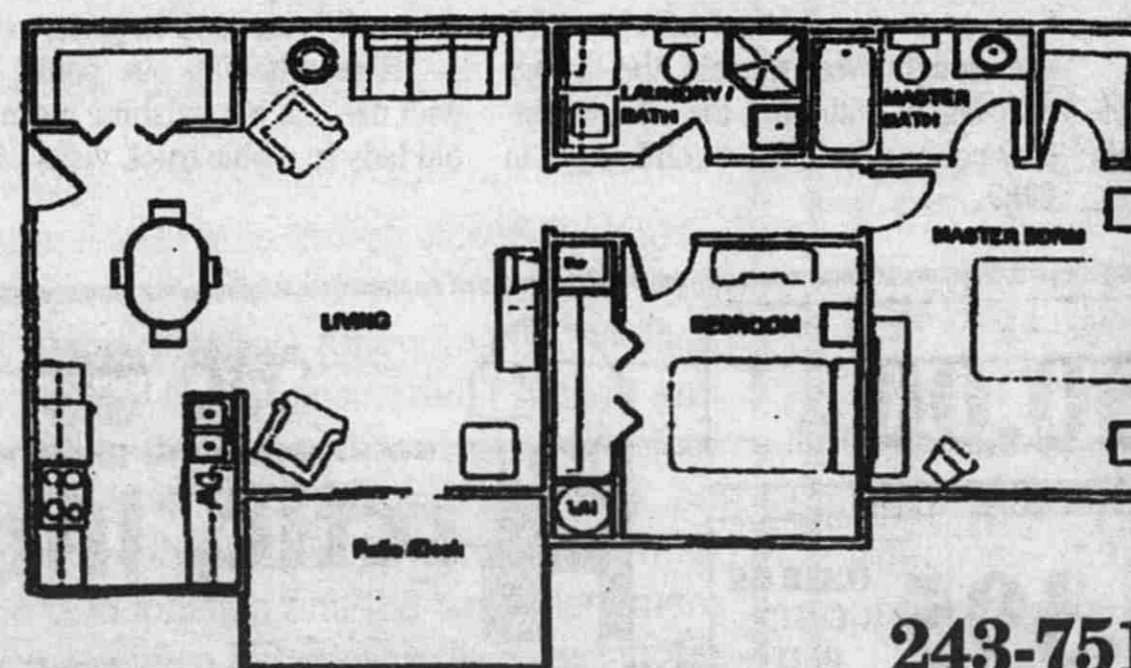 LAUNDRY /
BATH
MASTER
BATH
MASTER BDRM
LIVING
BEDROOM
Patio /Deck
243-751